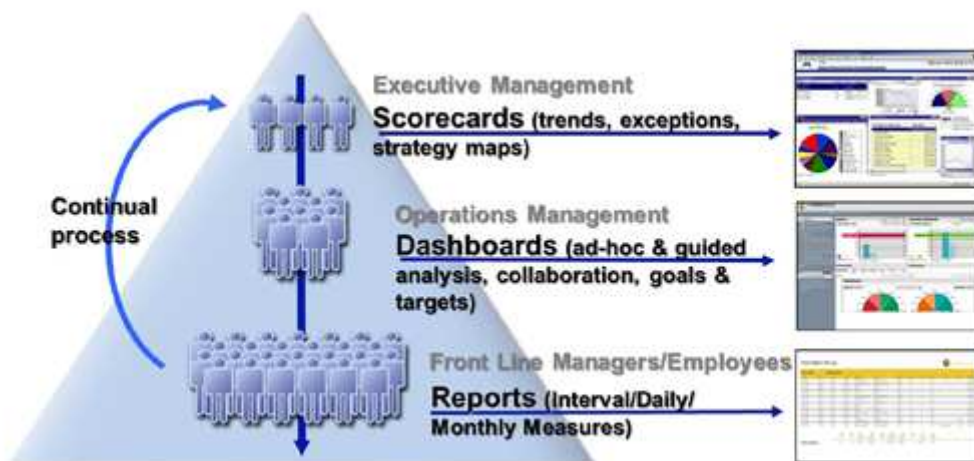 Executive Management
Scorecards (trends, exceptions,
strategy maps)
Continual
process
Operations Management
Dashboards (ad-hoc & guided
analysis, collaboration, goals &
targets)
Front Line Managers/Employees
Reports (Interval/Daily/
Monthly Measures)